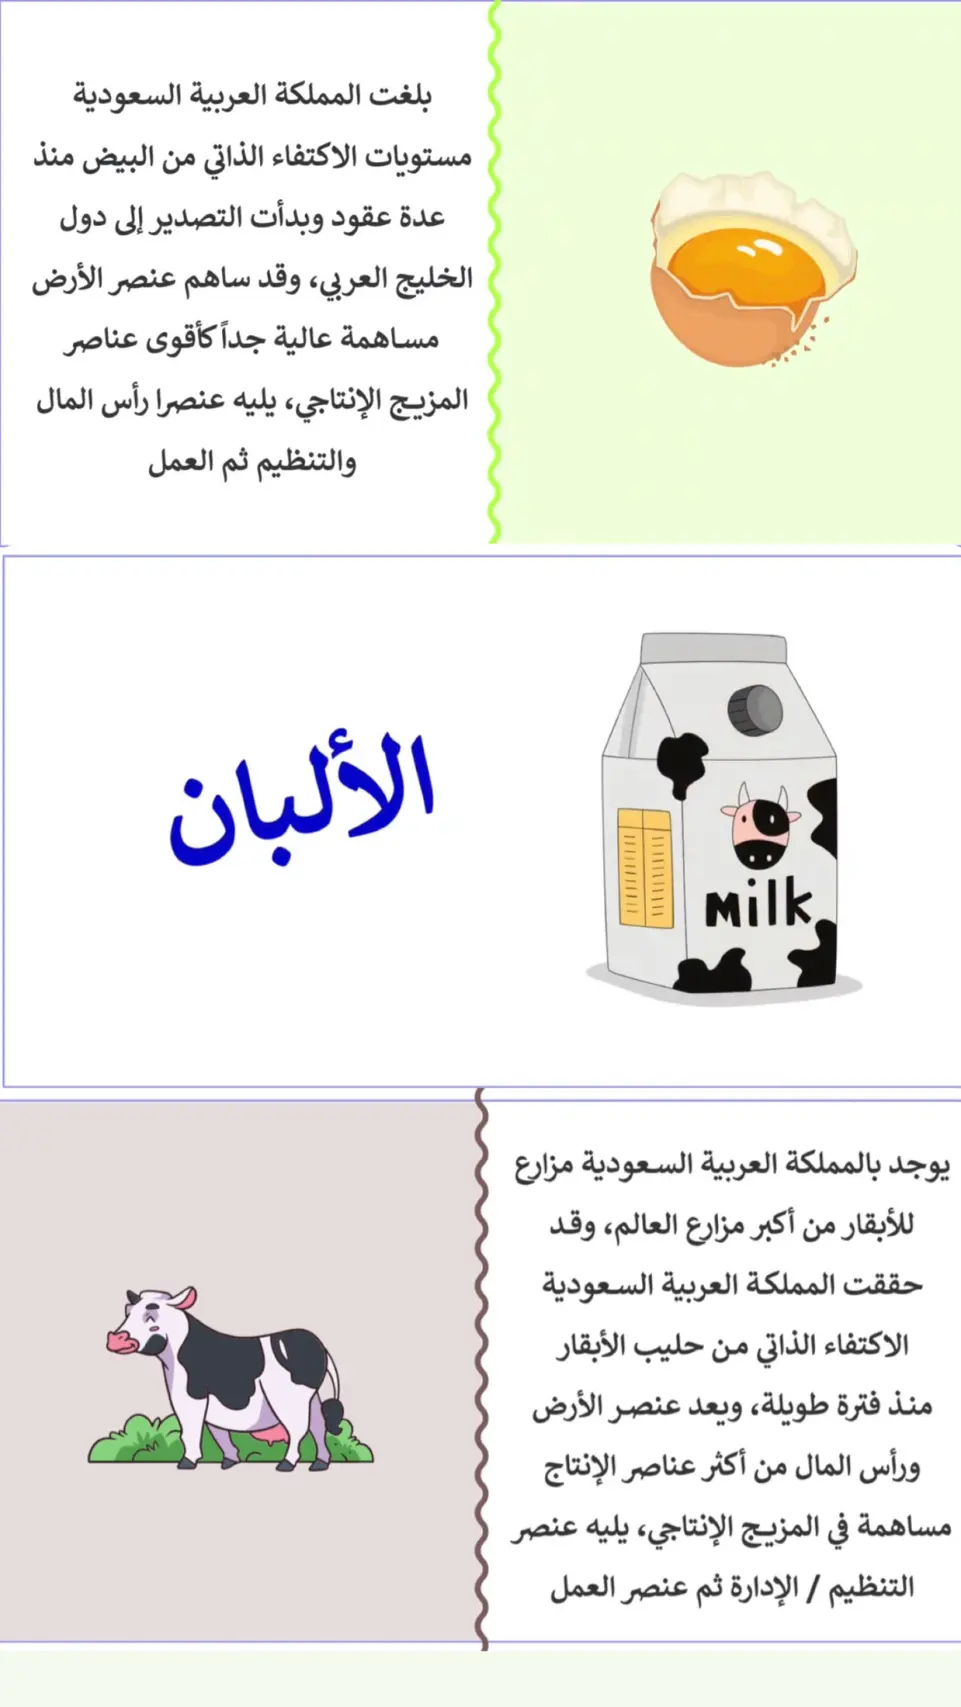 بلغت المملكة العربية السعودية
مستويات الاكتفاء الذاتي من البيض منذ
عدة عقود وبدأت التصدير إلى دول
الخليج العربي، وقد ساهم عنصر الأرض
مساهمة عالية جداً كأقوى عناصر
المزيج الإنتاجي، يليه عنصرا رأس المال
والتنظيم ثم العمل
الألبان
milk
يوجد بالمملكة العربية السعودية مزارع
للأبقار من أكبر مزارع العالم، وقد
حققت المملكة العربية السعودية
الاكتفاء الذاتي من حليب الأبقار
منذ فترة طويلة، ويعد عنصر الأرض
ورأس المال من أكثر عناصر الإنتاج
مساهمة في المزيج الإنتاجي، يليه عنصر
التنظيم / الإدارة ثم عنصر العمل